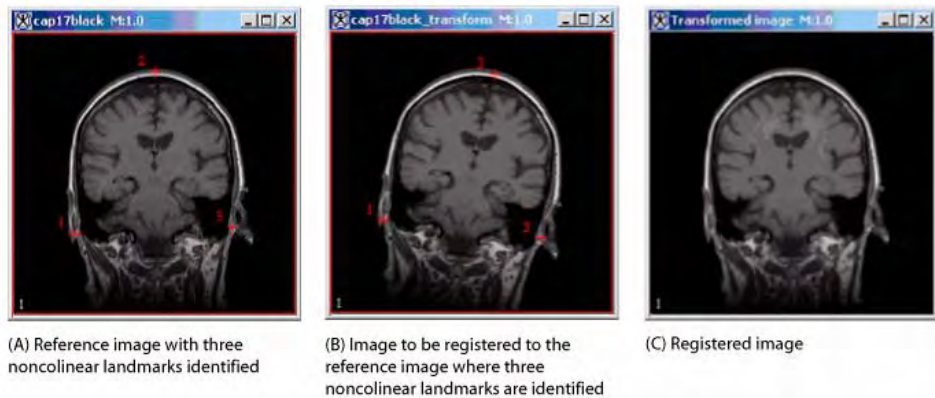 cap17black M:1.0
cap17black_transform M:1.0
Transformed image M:1.0
2
1
3
1
3
1
2
1
1
(A) Reference image with three
noncolinear landmarks identified
(B) Image to be registered to the
reference image where three
noncolinear landmarks are identified
(C) Registered image